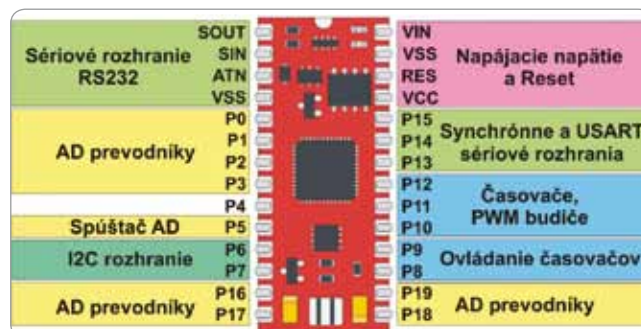 Sériové rozhranie
RS232
AD prevodníky
Spúštač AD
I2C rozhranie
AD prevodníky
SOUT
SIN
ATN
VSS
P0
P1
P2
P3
P4
P5
P6
P7
P16
P17
VIN
VSS
RES
VCC
P15
P14
P13
P12
P11
P10
P9
P8
P19
P18
Napájacie napätie
a Reset
Synchrónne a USART
sériové rozhrania
Časovače,
PWM budiče
Ovládanie časovačov
AD prevodníky